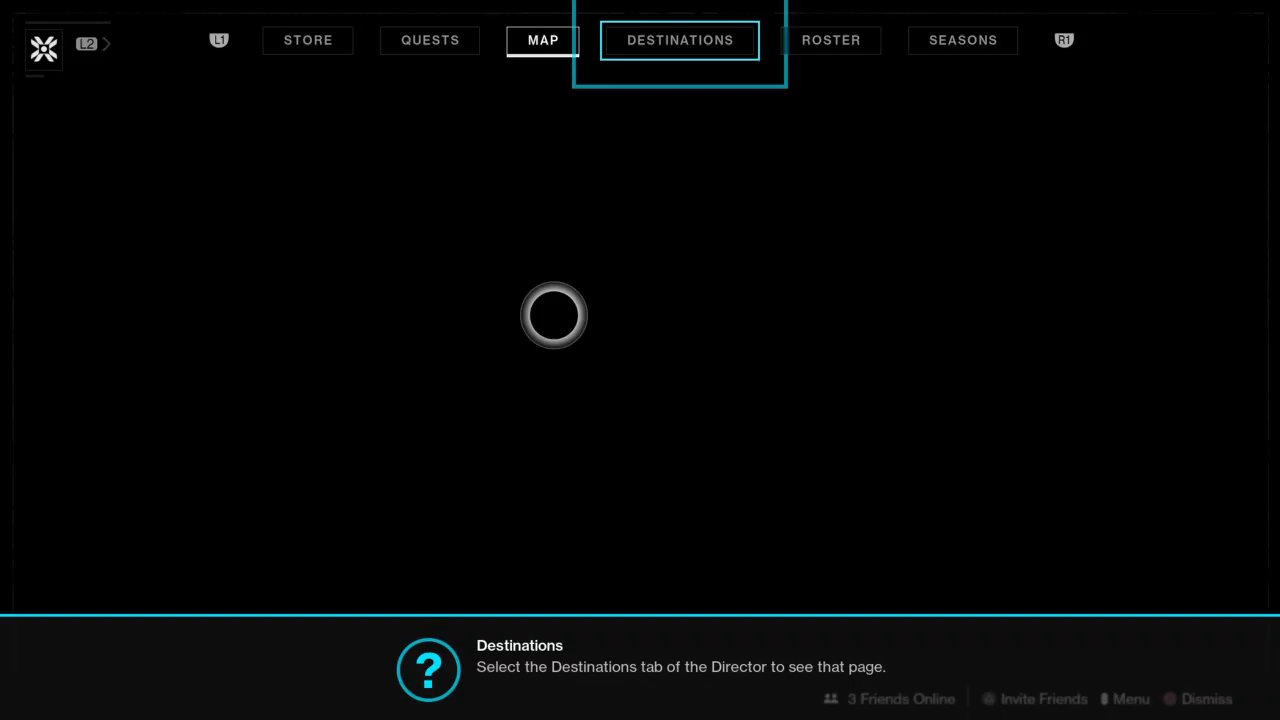 L2
L1
STORE
QUESTS
MAP
DESTINATIONS
ROSTER
SEASONS
R1
?
Destinations
Select the Destinations tab of the Director to see that page.
3 Friends Online
Invite Friends
Menu
Dismiss